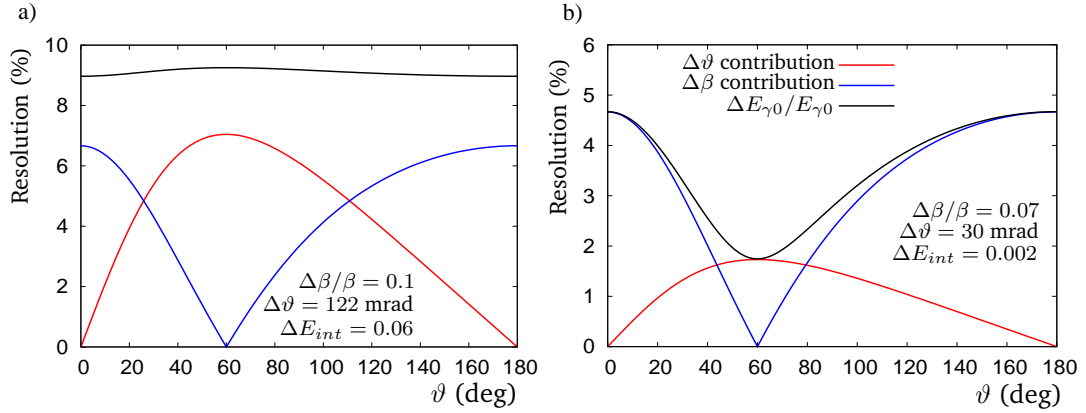 a)
Resolution (%)
10
8
6
4
2
0
Δβ/β = 0.1
Δϑ = 122 mrad
ΔE_int = 0.06
0 20 40 60 80 100 120 140 160 180
ϑ (deg)
b)
Resolution (%)
6
5
4
3
2
1
0
Δϑ contribution
Δβ contribution
ΔE_γ0/E_γ0
Δβ/β = 0.07
Δϑ = 30 mrad
ΔE_int = 0.002
0 20 40 60 80 100 120 140 160 180
ϑ (deg)